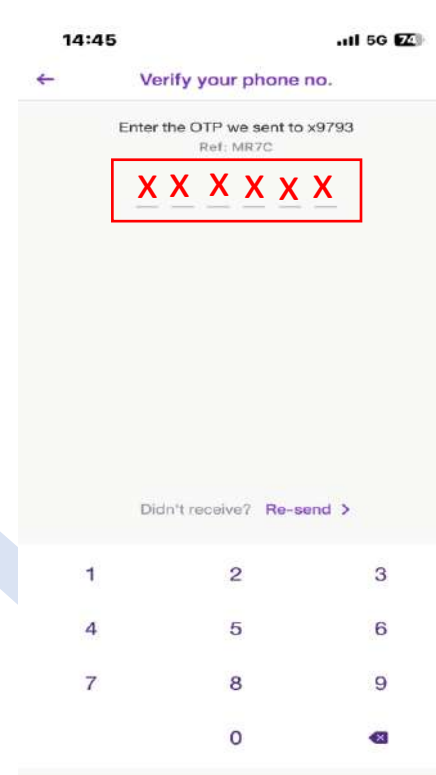 14:45 5G 74
← Verify your phone no.
Enter the OTP we sent to x9793
Ref: MR7C
X X X X X X
Didn't receive? Re-send >
1 2 3
4 5 6
7 8 9
0